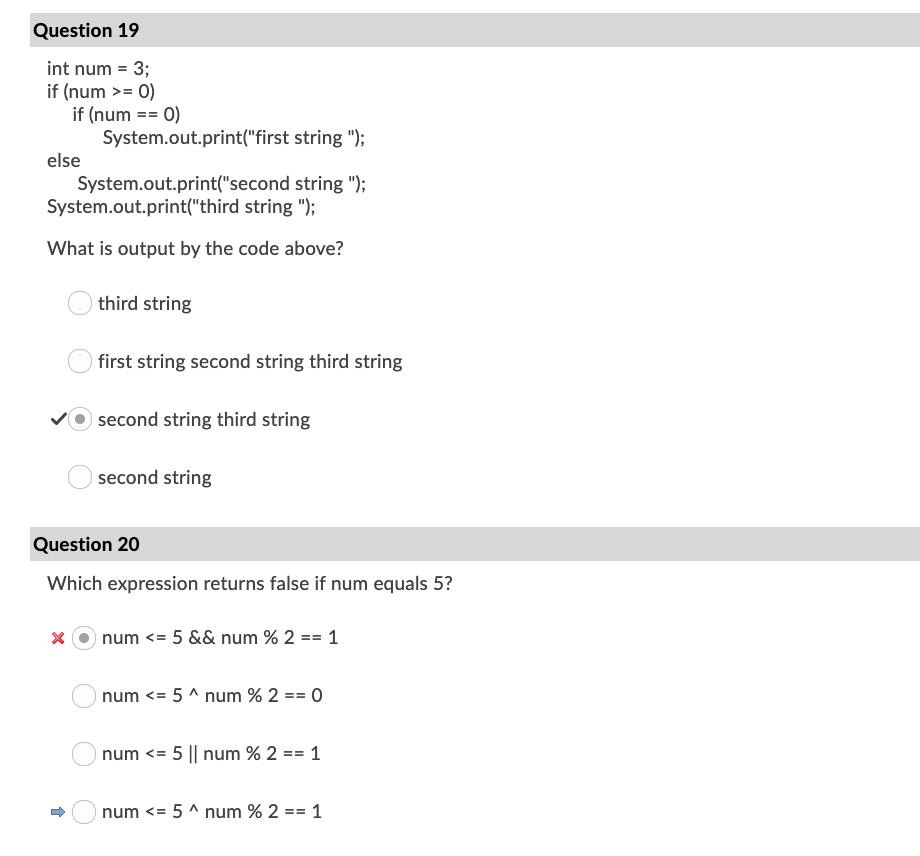 Question 19
int num = 3;
if (num >= 0)
if (num == 0)
System.out.print("first string ");
else
System.out.print("second string ");
System.out.print("third string ");
What is output by the code above?
third string
first string second string third string
second string third string
second string
Question 20
Which expression returns false if num equals 5?
num <= 5 && num % 2 == 1
num <= 5 ^ num % 2 == 0
num <= 5 || num % 2 == 1
num <= 5 ^ num % 2 == 1